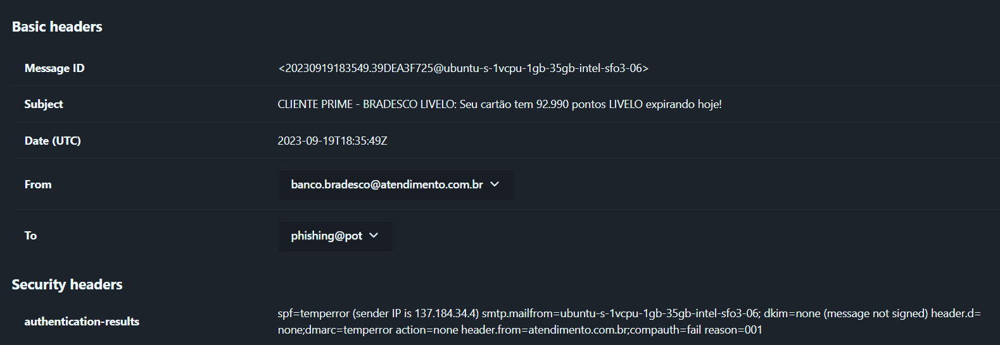 Basic headers
Message ID
<20230919183549.39DEA3F725@ubuntu-s-1vcpu-1gb-35gb-intel-sfo3-06>
Subject
CLIENTE PRIME - BRADESCO LIVELO: Seu cartão tem 92.990 pontos LIVELO expirando hoje!
Date (UTC)
2023-09-19T18:35:49Z
From
banco.bradesco@atendimento.com.br
To
phishing@pot
Security headers
authentication-results
spf=temperror (sender IP is 137.184.34.4) smtp.mailfrom=ubuntu-s-1vcpu-1gb-35gb-intel-sfo3-06; dkim=none (message not signed) header.d=
none;dmarc=temperror action=none header.from=atendimento.com.br;compauth=fail reason=001